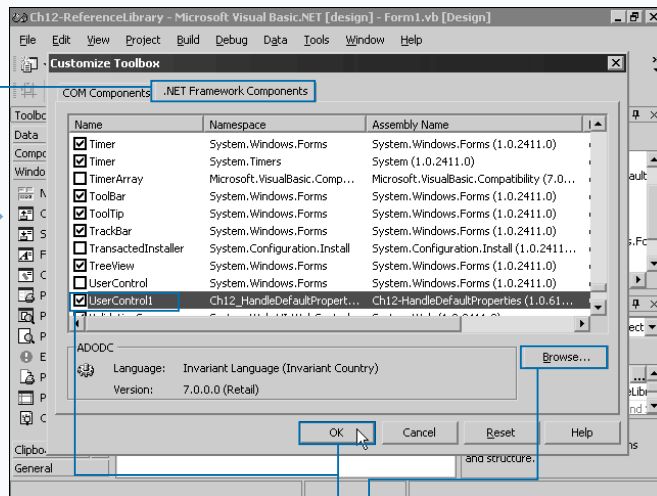 Ch12-ReferenceLibrary - Microsoft Visual Basic.NET [design] - Form1.vb [Design]
File Edit View Project Build Debug Data Tools Window Help
Customize Toolbox
COM Components .NET Framework Components
Toolbo
Data
Compo
Windo
Name Namespace Assembly Name
Timer System.Windows.Forms System.Windows.Forms (1.0.2411.0)
Timer System.Timers System (1.0.2411.0)
TimerArray Microsoft.VisualBasic.Comp... Microsoft.VisualBasic.Compatibility (7.0...
ToolBar System.Windows.Forms System.Windows.Forms (1.0.2411.0)
ToolTip System.Windows.Forms System.Windows.Forms (1.0.2411.0)
TrackBar System.Windows.Forms System.Windows.Forms (1.0.2411.0)
TransactedInstaller System.Configuration.Install System.Configuration.Install (1.0.2411...
TreeView System.Windows.Forms System.Windows.Forms (1.0.2411.0)
UserControl System.Windows.Forms System.Windows.Forms (1.0.2411.0)
UserControl1 Ch12_HandleDefaultPropert... Ch12-HandleDefaultProperties (1.0.61...
ault
s.Fc
ect
ADODC
Language: Invariant Language (Invariant Country)
Version: 7.0.0.0 (Retail)
Browse...
OK Cancel Reset Help
Clipbo
General
and structure.